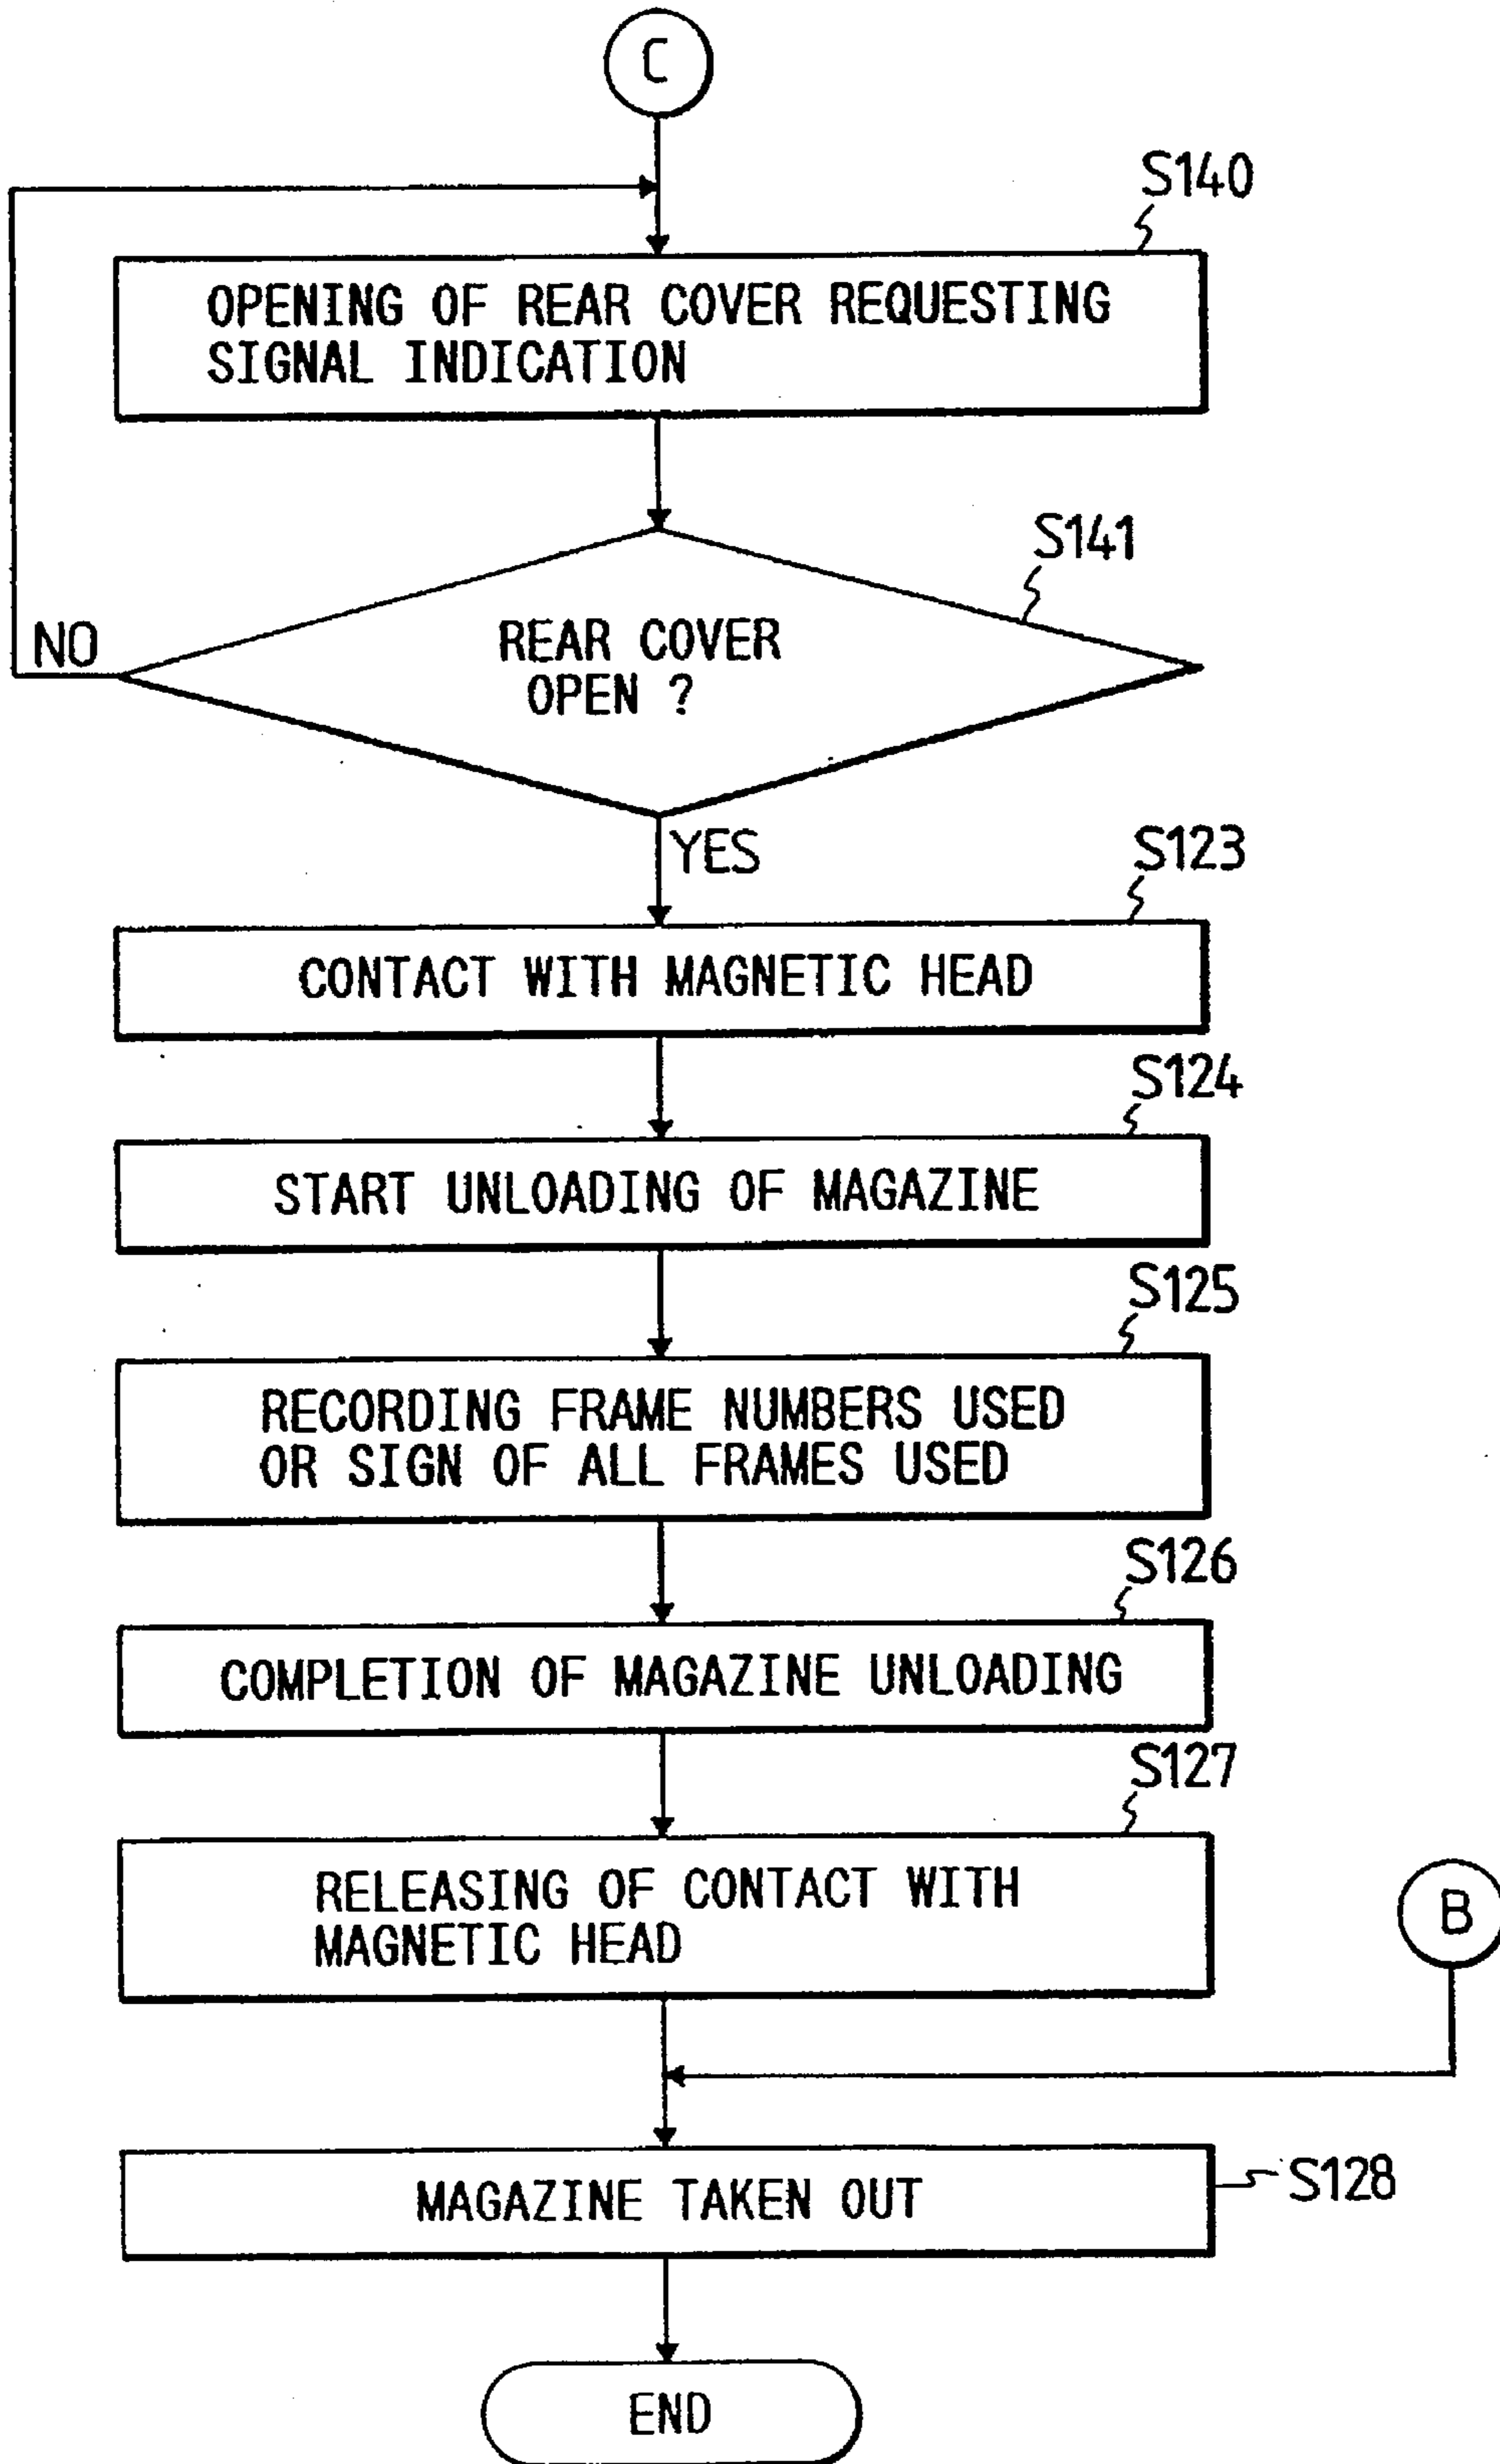 C
S140
OPENING OF REAR COVER REQUESTING
SIGNAL INDICATION
S141
REAR COVER
OPEN ?
NO
YES
S123
CONTACT WITH MAGNETIC HEAD
S124
START UNLOADING OF MAGAZINE
S125
RECORDING FRAME NUMBERS USED
OR SIGN OF ALL FRAMES USED
S126
COMPLETION OF MAGAZINE UNLOADING
S127
RELEASING OF CONTACT WITH
MAGNETIC HEAD
B
MAGAZINE TAKEN OUT
S128
END